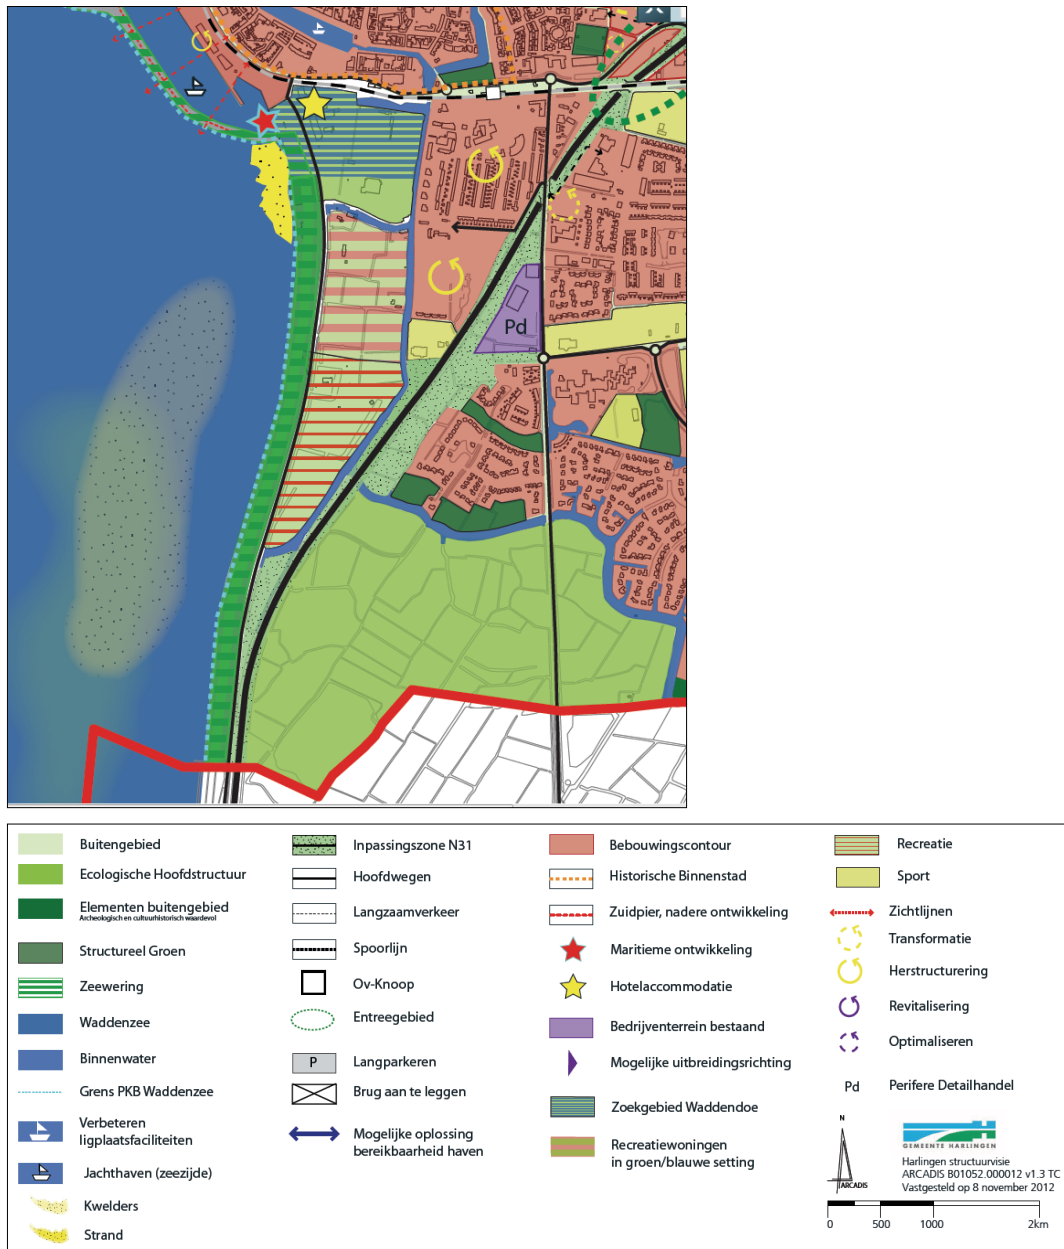 Pd
Buitengebied
Ecologische Hoofdstructuur
Elementen buitengebied
Archeologisch en cultuurhistorisch waardevol
Structureel Groen
Zeewering
Waddenzee
Binnenwater
Grens PKB Waddenzee
Verbeteren
ligplaatsfaciliteiten
Jachthaven (zeezijde)
Kwelders
Strand
Inpassingszone N31
Hoofdwegen
Langzaamverkeer
Spoorlijn
Ov-Knoop
Entreegebied
P Langparkeren
Brug aan te leggen
Mogelijke oplossing
bereikbaarheid haven
Bebouwingscontour
Historische Binnenstad
Zuidpier, nadere ontwikkeling
Maritieme ontwikkeling
Hotelaccommodatie
Bedrijventerrein bestaand
Mogelijke uitbreidingsrichting
Zoekgebied Waddendoe
Recreatiewoningen
in groen/blauwe setting
Recreatie
Sport
Zichtlijnen
Transformatie
Herstructurering
Revitalisering
Optimaliseren
Pd Perifere Detailhandel
N
ARCADIS
GEMEENTE HARLINGEN
Harlingen structuurvisie
ARCADIS B01052.000012 v1.3 TC
Vastgesteld op 8 november 2012
0 500 1000 2km